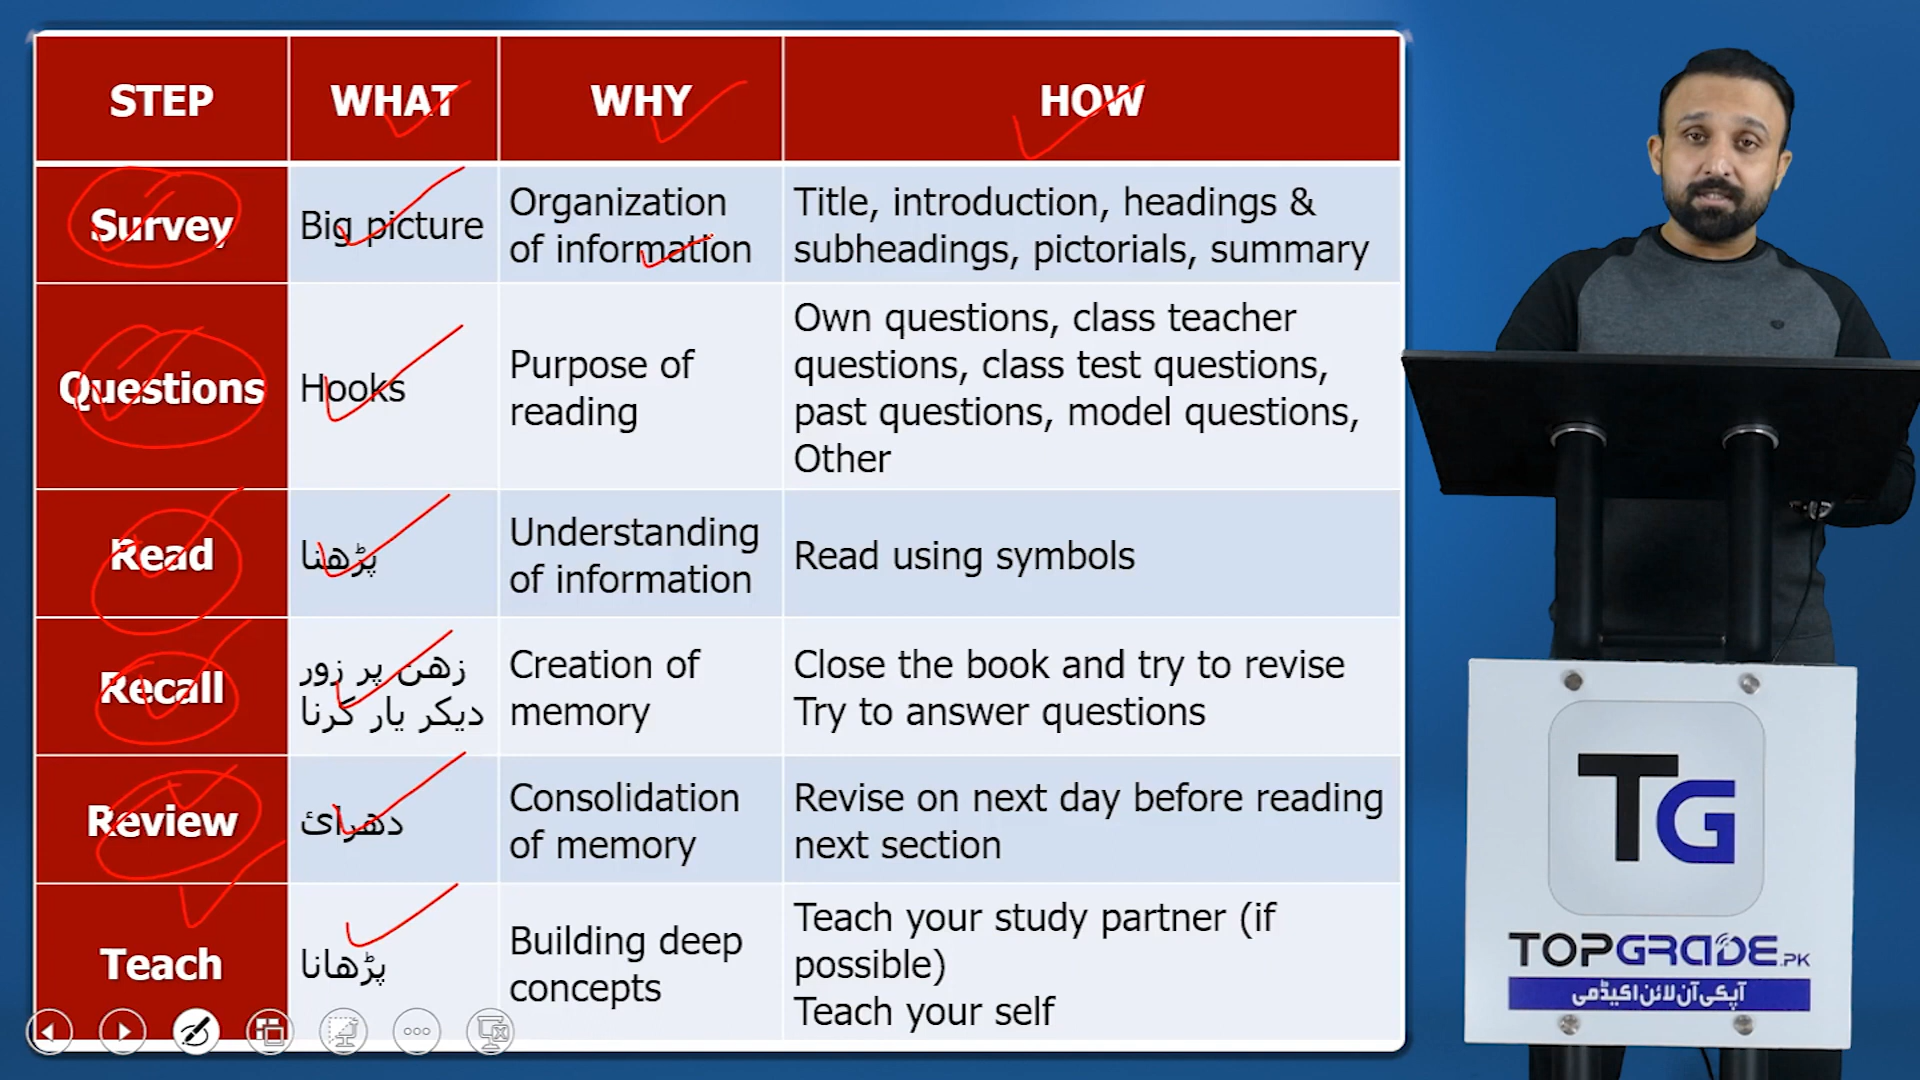 STEP
WHAT
WHY
HOW
Survey
Big picture
Organization
of information
Title, introduction, headings &
subheadings, pictorials, summary
Questions
Hooks
Purpose of
reading
Own questions, class teacher
questions, class test questions,
past questions, model questions,
Other
Read
پڑھنا
Understanding
of information
Read using symbols
Recall
زھن پر زور
دیکر یار کرنا
Creation of
memory
Close the book and try to revise
Try to answer questions
Review
دھرائ
Consolidation
of memory
Revise on next day before reading
next section
Teach
پڑھانا
Building deep
concepts
Teach your study partner (if
possible)
Teach your self
TG
TOPGRADE.PK
آپکی آن لائن اکیڈمی